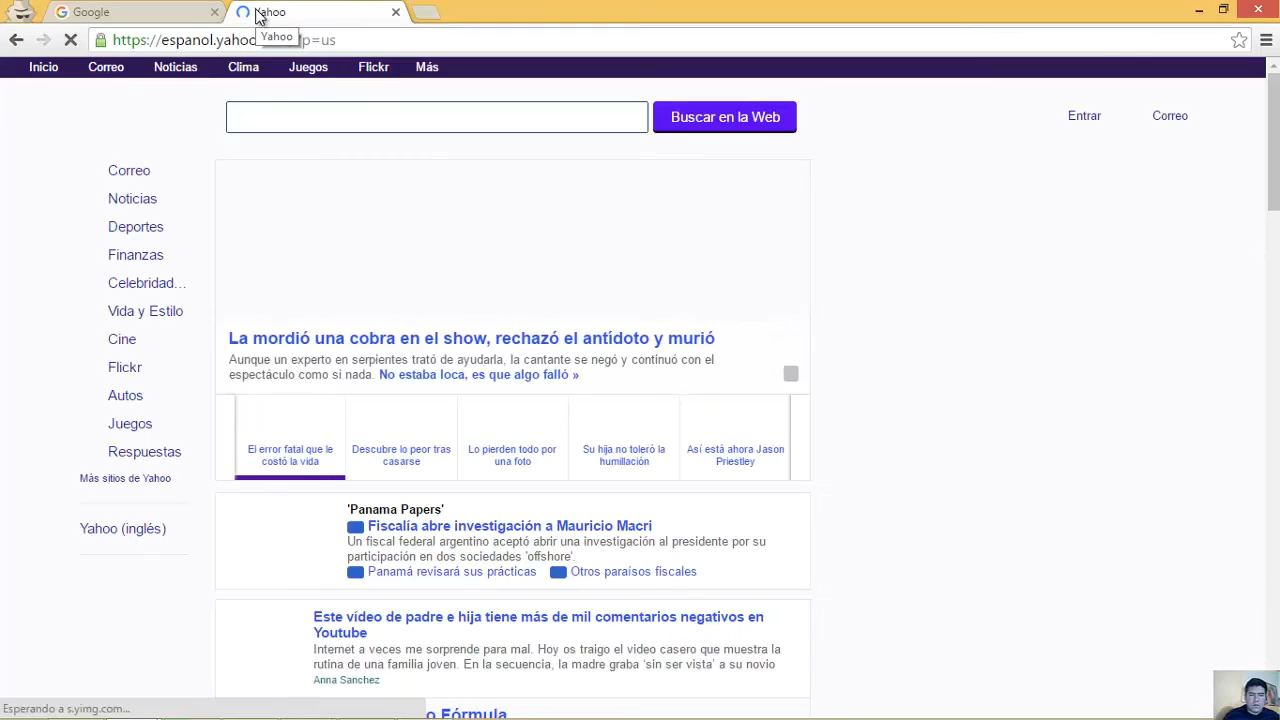 Google
Yahoo
https://espanol.yahoo
p=us
Yahoo
Inicio Correo Noticias Clima Juegos Flickr Más
Buscar en la Web
Entrar Correo
Correo
Noticias
Deportes
Finanzas
Celebridad...
Vida y Estilo
Cine
Flickr
Autos
Juegos
Respuestas
Más sitios de Yahoo
Yahoo (inglés)
La mordió una cobra en el show, rechazó el antídoto y murió
Aunque un experto en serpientes trató de ayudarla, la cantante se negó y continuó con el
espectáculo como si nada. No estaba loca, es que algo falló »
El error fatal que le
costó la vida
Descubre lo peor tras
casarse
Lo pierden todo por
una foto
Su hija no toleró la
humillación
Así está ahora Jason
Priestley
'Panama Papers'
Fiscalía abre investigación a Mauricio Macri
Un fiscal federal argentino aceptó abrir una investigación al presidente por su
participación en dos sociedades 'offshore'.
Panamá revisará sus prácticas Otros paraísos fiscales
Este vídeo de padre e hija tiene más de mil comentarios negativos en
Youtube
Internet a veces me sorprende para mal. Hoy os traigo el video casero que muestra la
rutina de una familia joven. En la secuencia, la madre graba 'sin ser vista' a su novio
Anna Sanchez
o Fórmula
Esperando a s.yimg.com...